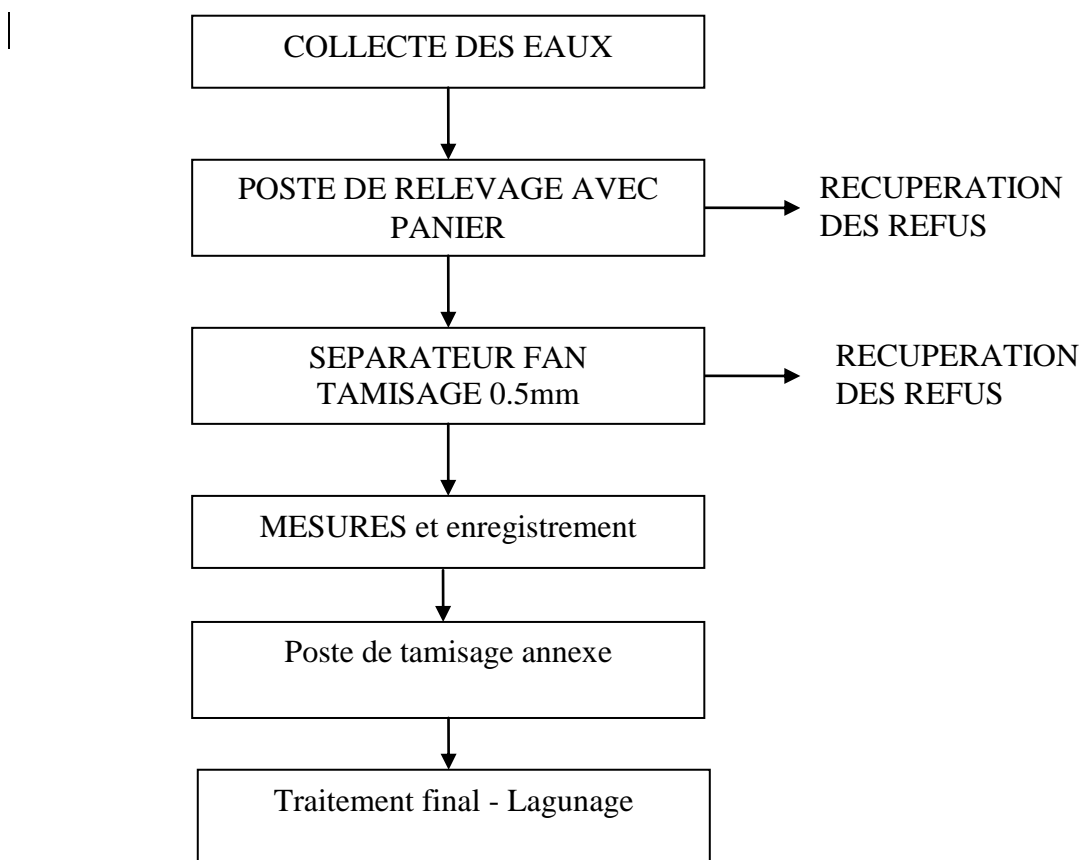 COLLECTE DES EAUX
POSTE DE RELEVAGE AVEC
PANIER
RECUPERATION
DES REFUS
SEPARATEUR FAN
TAMISAGE 0.5mm
RECUPERATION
DES REFUS
MESURES et enregistrement
Poste de tamisage annexe
Traitement final - Lagunage